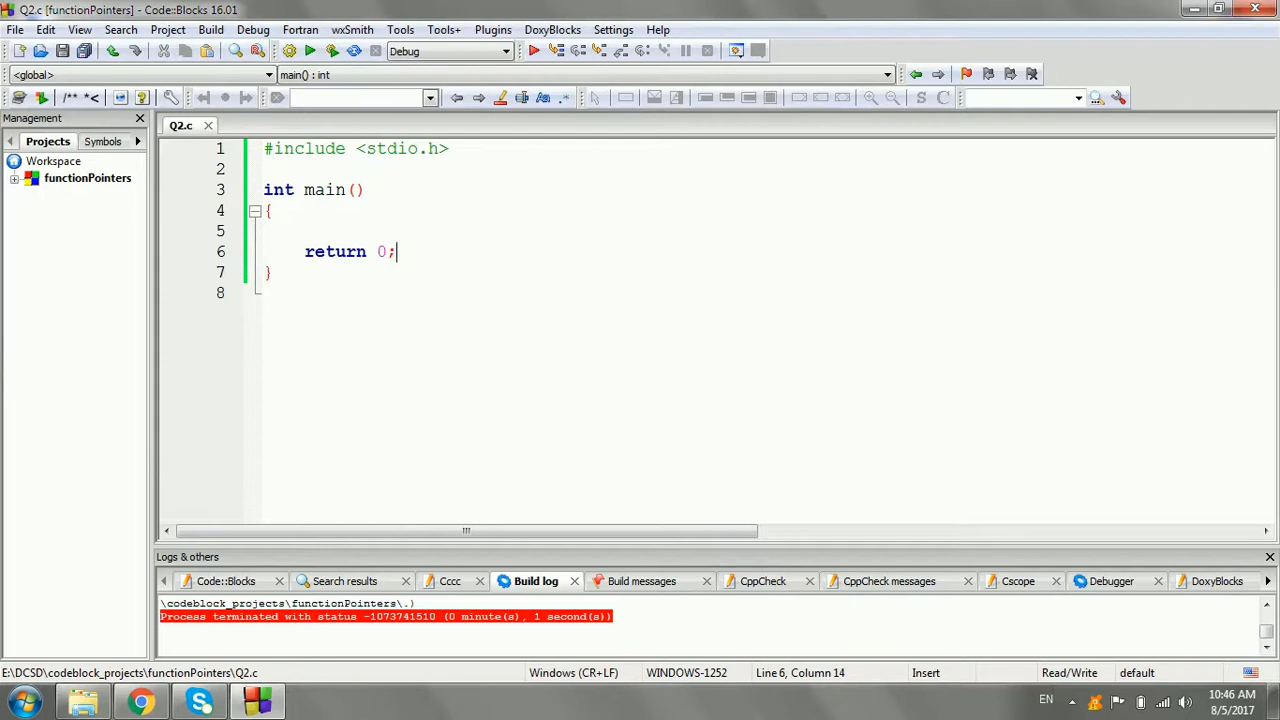 Q2.c [functionPointers] - Code::Blocks 16.01
File Edit View Search Project Build Debug Fortran wxSmith Tools Tools+ Plugins DoxyBlocks Settings Help
Debug
<global> main() : int
/** *<
S C
Management
Projects Symbols
Workspace
functionPointers
Q2.c
1 #include <stdio.h>
2
3 int main()
4 {
5
6 return 0;
7 }
8
Logs & others
Code::Blocks Search results Cccc Build log Build messages CppCheck CppCheck messages Cscope Debugger DoxyBlocks
\codeblock_projects\functionPointers\.)
Process terminated with status -1073741510 (0 minute(s), 1 second(s))
E:\DCSD\codeblock_projects\functionPointers\Q2.c Windows (CR+LF) WINDOWS-1252 Line 6, Column 14 Insert Read/Write default
EN
10:46 AM
8/5/2017